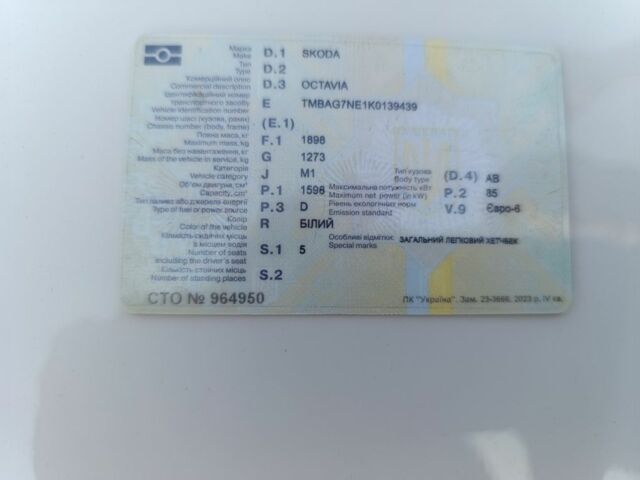 Марка
Make D.1 SKODA
Тип
Type D.2
Комерційний опис
Commercial description D.3 OCTAVIA
Ідентифікаційний номер
транспортного засобу
Vehicle identification number E TMBAG7NE1K0139439
Номер шасі (кузова, рами)
Chassis number (body, frame) (E.1)
Повна маса, кг
Maximum mass, kg F.1 1898
Маса без навантаження, кг
Mass of the vehicle in service, kg G 1273
Категорія
Vehicle category J M1
Тип кузова
Body type (D.4) AB
Об'єм двигуна, см³
Capacity, cm³ P.1 1598
Максимальна потужність кВт
Maximum net power (in kW) P.2 85
Тип палива або джерела енергії
Type of fuel or power source P.3 D
Рівень екологічних норм
Emission standard V.9 Євро-6
Колір
Color of the vehicle R БІЛИЙ
Кількість сидячих місць
з місцем водія
Number of seats
including the driver's seat S.1 5
Особливі відмітки
Special marks ЗАГАЛЬНИЙ ЛЕГКОВИЙ ХЕТЧБЕК
Кількість стоячих місць
Number of standing places S.2
СТО № 964950
ПК "Україна". Зам. 23-3666. 2023 р. IV кв.